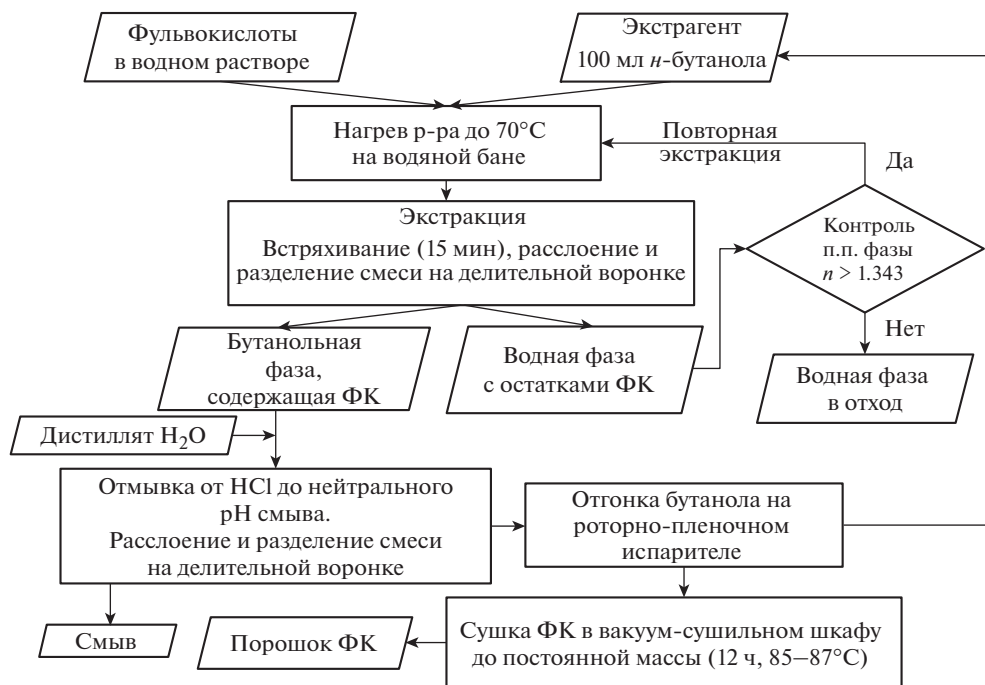 Фульвокислоты
в водном растворе
Экстрагент
100 мл н-бутанола
Нагрев р-ра до 70°C
на водяной бане
Повторная
экстракция
Да
Экстракция
Встряхивание (15 мин), расслоение и
разделение смеси на делительной воронке
Контроль
п.п. фазы
n > 1.343
Нет
Бутанольная
фаза,
содержащая ФК
Водная фаза
с остатками ФК
Водная фаза
в отход
Дистиллят H₂O
Отмывка от HCl до нейтрального
pH смыва.
Расслоение и разделение смеси
на делительной воронке
Отгонка бутанола на
роторно-пленочном
испарителе
Смыв
Порошок ФК
Сушка ФК в вакуум-сушильном шкафу
до постоянной массы (12 ч, 85–87°C)